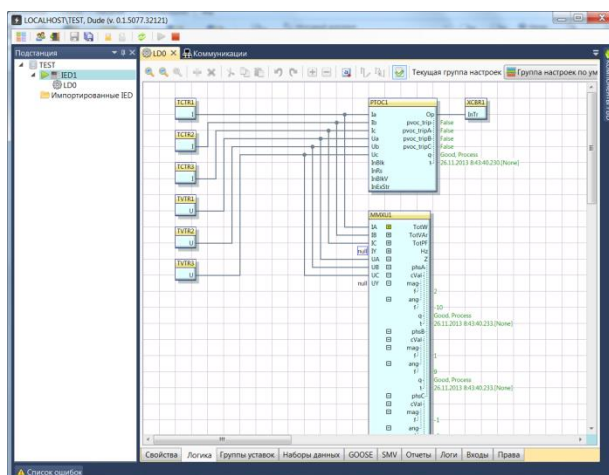 LOCALHOST\TEST, Dude (v. 0.1.5077.32121)
Подстанция
LD0
Коммуникации
TEST
IED1
LD0
Импортированные IED
Текущая группа настроек
Группа настроек по ум
TCTR1
I
TCTR2
I
TCTR3
I
TVTR1
U
TVTR2
U
TVTR3
U
PTOC1
Ia
Ib
Ic
Ua
Ub
Uc
InBlk
InRs
InBlkV
InExStr
Op
pvoc_trip
pvoc_tripA
pvoc_tripB
pvoc_tripC
q
t
False
False
False
False
Good, Process
26.11.2013 8:43:40.230 [None]
XCBR1
InTr
MMXU1
IA
IB
IC
IY
UA
UB
UC
UY
null
null
TotW
TotVAr
TotPF
Hz
Z
phsA
cVal
mag
f
ang
f
q
t
-2
-10
Good, Process
26.11.2013 8:43:40.233 [None]
phsB
cVal
mag
f
ang
f
q
t
Good, Process
26.11.2013 8:43:40.233 [None]
phsC
cVal
mag
f
ang
Свойства
Логика
Группы уставок
Наборы данных
GOOSE
SMV
Отчеты
Логи
Входы
Права
Список ошибок